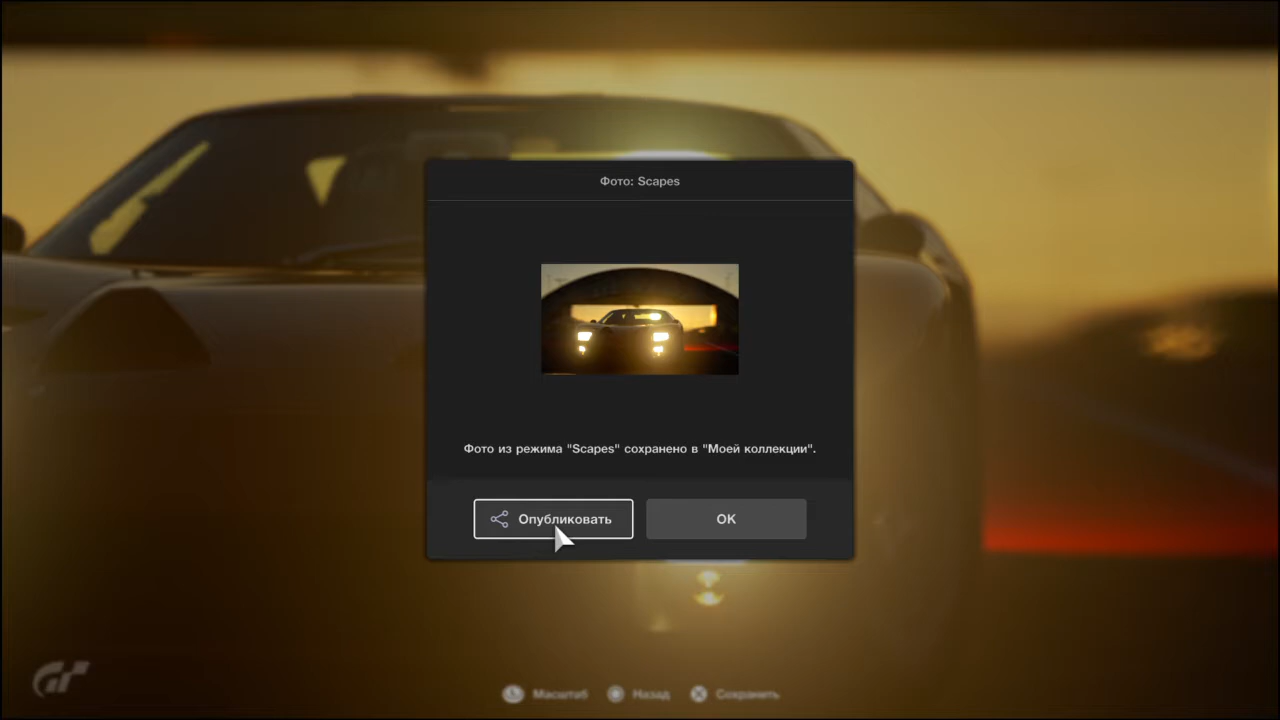 Фото: Scapes
Фото из режима "Scapes" сохранено в "Моей коллекции".
Опубликовать
OK
Масштаб
Назад
Сохранить